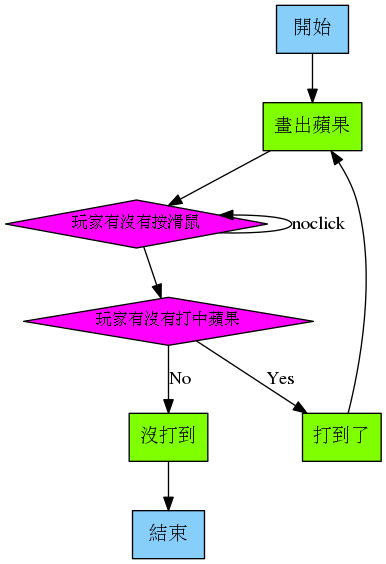 開始
畫出蘋果
玩家有沒有按滑鼠
noclick
玩家有沒有打中蘋果
No
Yes
沒打到
打到了
結束